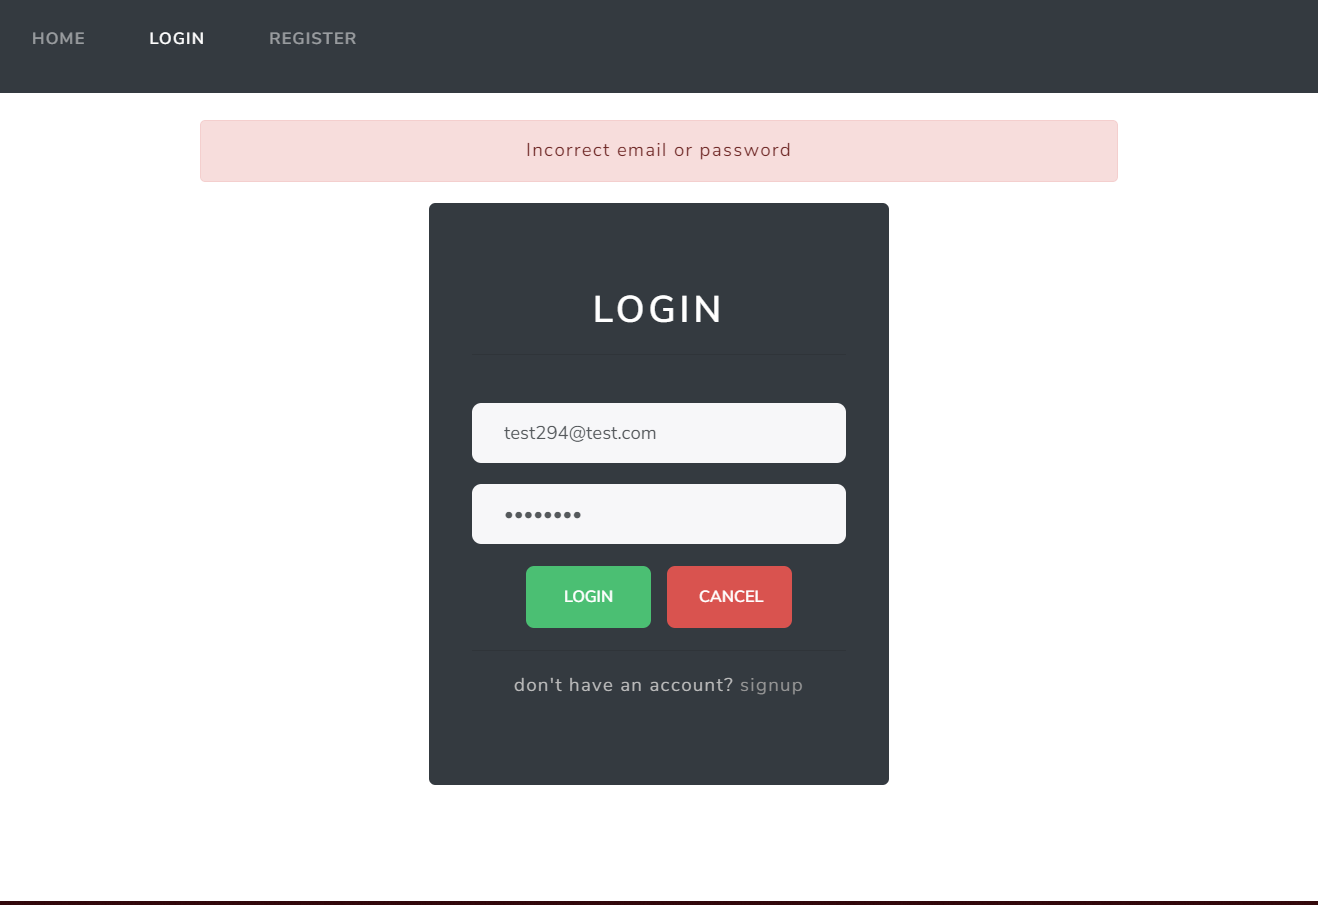 HOME LOGIN REGISTER
Incorrect email or password
LOGIN
test294@test.com
••••••••
LOGIN CANCEL
don't have an account? signup